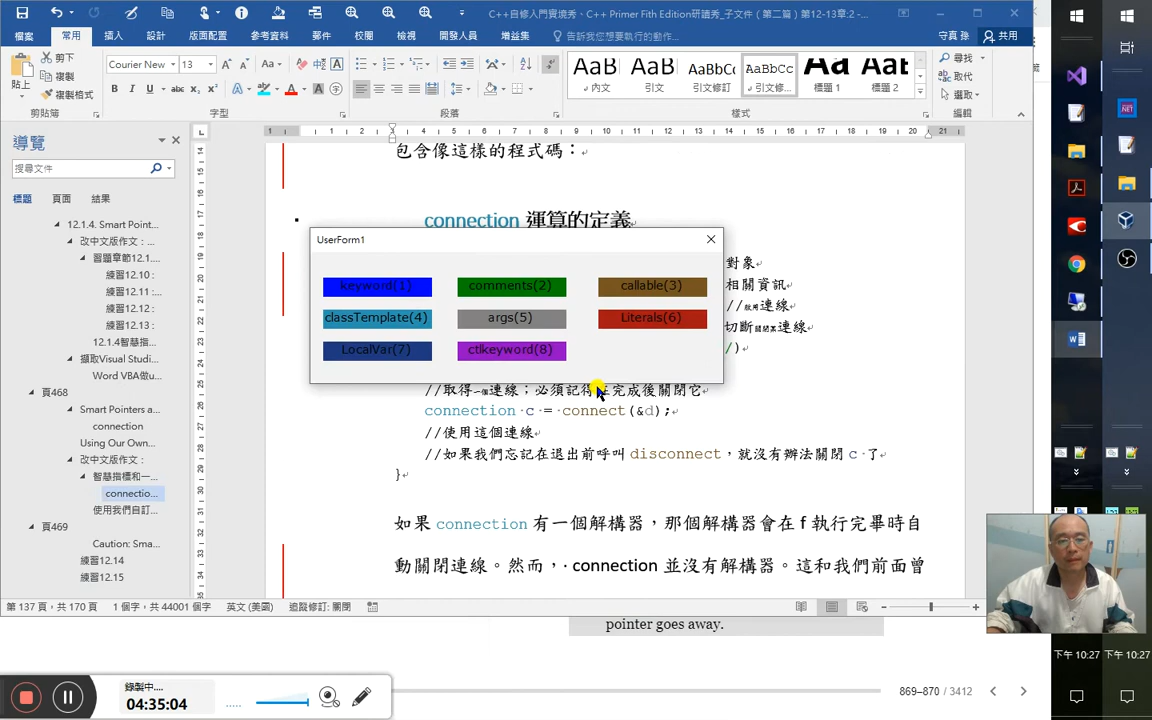 C++自修入門實境秀、C++ Primer Fifth Edition研讀秀_子文件（第二篇）第12-13章:2 -...
檔案 常用 插入 設計 版面配置 參考資料 郵件 校閱 檢視 開發人員 增益集 告訴我您想要執行的動作... 守真 孫 共用
貼上 剪下 複製 複製格式
Courier New 13
AaB AaB AaBbCc AaBbCc AaB AaBt
內文 引文 引文修訂 引文修... 標題 1 標題 2
尋找 取代 選取
剪貼簿 字型 段落 樣式 編輯
導覽
搜尋文件
標題 頁面 結果
12.1.4. Smart Point...
改中文版作文：...
習題章節12.1....
練習12.10 :
練習12.11 :...
練習12.12
練習12.13
12.1.4智慧指...
擷取Visual Studi...
Word VBA做u...
頁468
Smart Pointers a...
connection
Using Our Own...
改中文版作文：
智慧指標和一...
connectio...
使用我們自訂...
頁469
Caution: Sma...
練習12.14
練習12.15
包含像這樣的程式碼：
connection 運算的定義
對象
相關資訊
//啟用連線
UserForm1
keyword(1) comments(2) callable(3)
classTemplate(4) args(5) Literals(6)
LocalVar(7) ctlkeyword(8)
//取得一個連線；必須記得在完成後關閉它
connection c = connect(&d);
//使用這個連線
//如果我們忘記在退出前呼叫 disconnect，就沒有辦法關閉 c 了
}
如果 connection 有一個解構器，那個解構器會在 f 執行完畢時自
動關閉連線。然而， connection 並沒有解構器。這和我們前面曾
第 137 頁，共 170 頁 1 個字，共 44001 個字 英文 (美國) 追蹤修訂: 關閉
pointer goes away.
869–870 / 3412
錄製中...
04:35:04
下午 10:27 下午 10:27